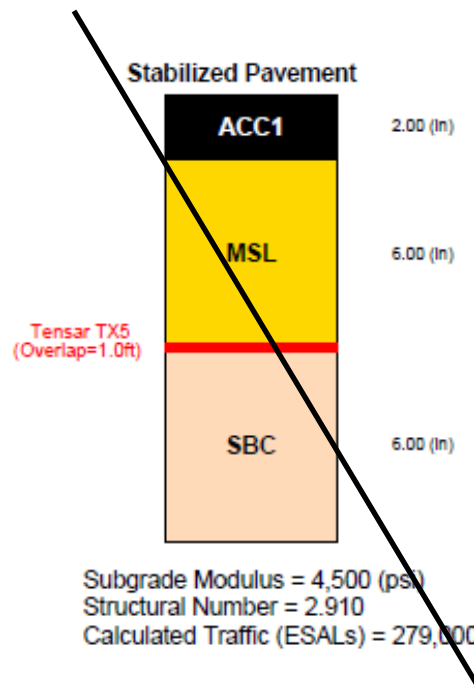 Stabilized Pavement
ACC1
2.00 (in)
MSL
6.00 (in)
Tensar TX5
(Overlap=1.0ft)
SBC
6.00 (in)
Subgrade Modulus = 4,500 (psi)
Structural Number = 2.910
Calculated Traffic (ESALs) = 279,000